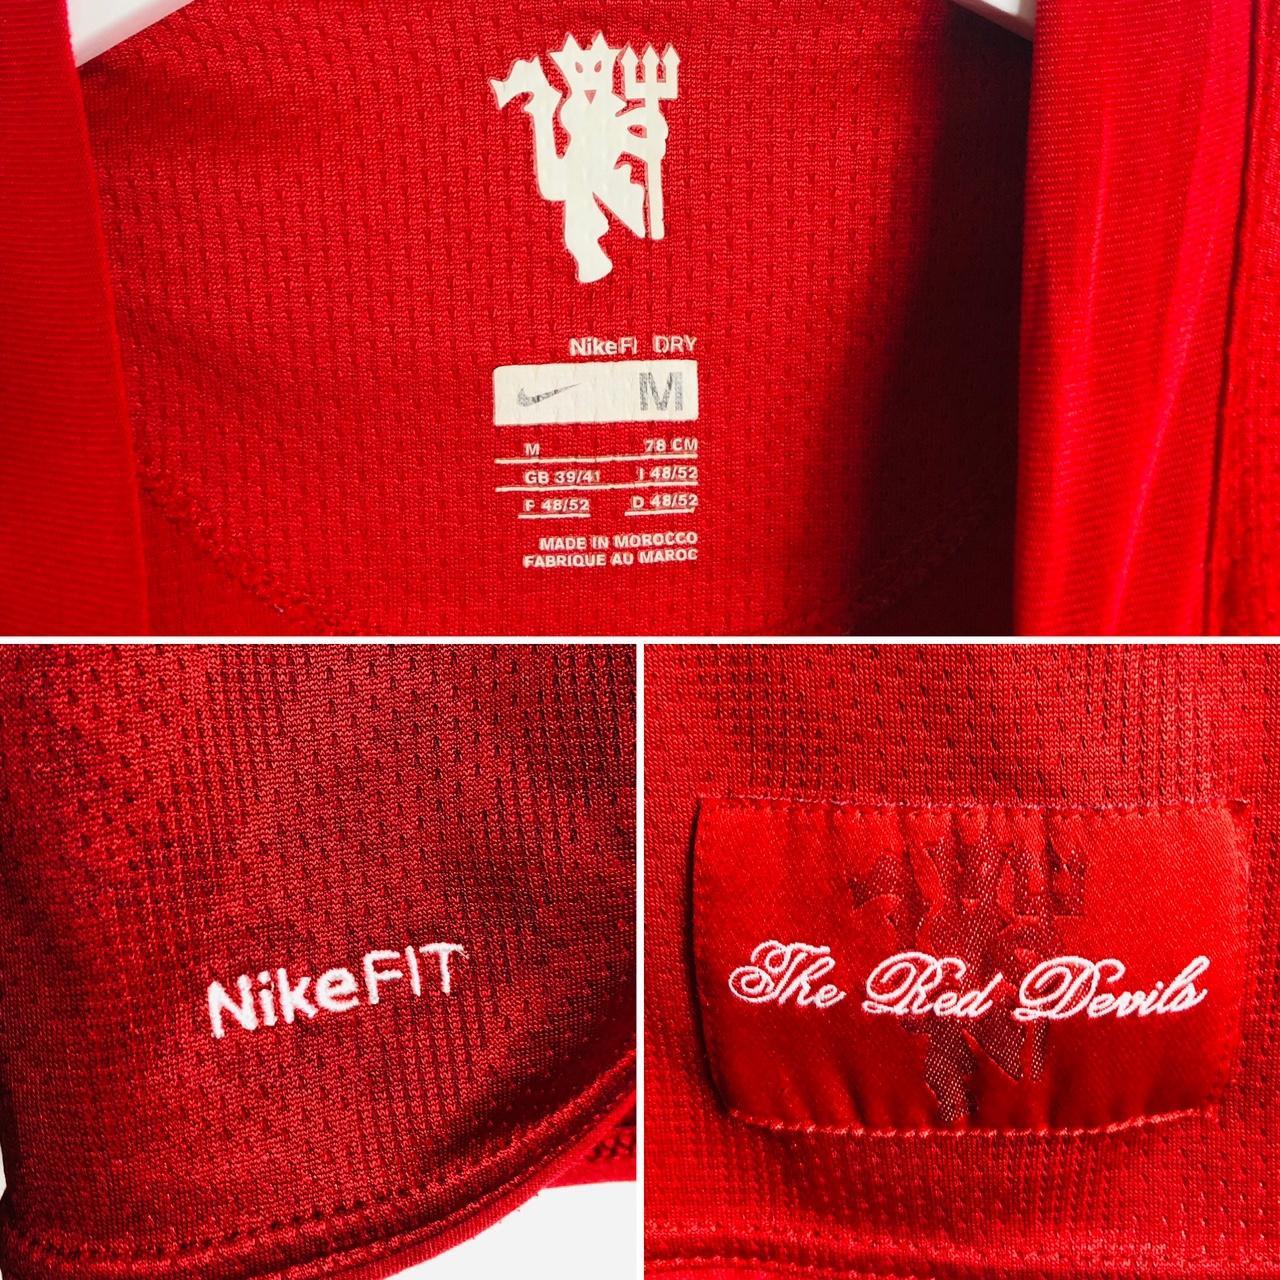 NikeFI DRY
M
M 78 CM
GB 39/41 I 48/52
F 48/52 D 48/52
MADE IN MOROCCO
FABRIQUE AU MAROC
NikeFIT
The Red Devils